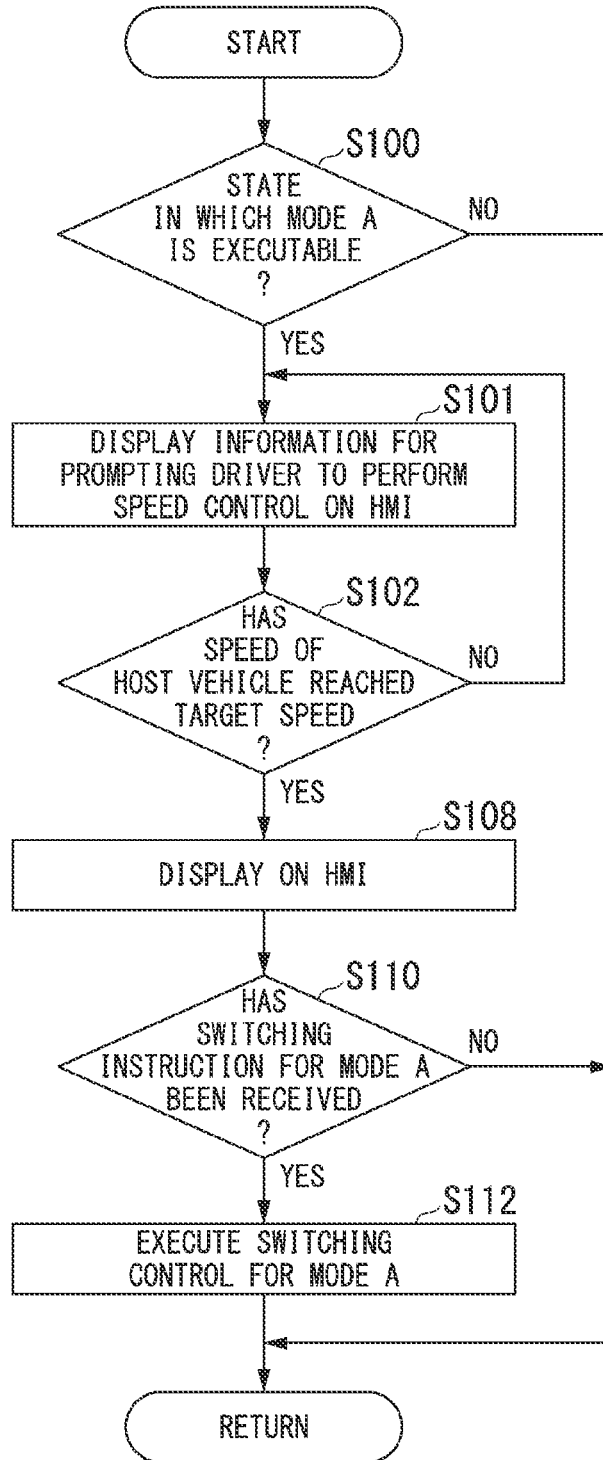 START
S100
STATE
IN WHICH MODE A
IS EXECUTABLE
?
NO
YES
S101
DISPLAY INFORMATION FOR
PROMPTING DRIVER TO PERFORM
SPEED CONTROL ON HMI
S102
HAS
SPEED OF
HOST VEHICLE REACHED
TARGET SPEED
?
NO
YES
S108
DISPLAY ON HMI
S110
HAS
SWITCHING
INSTRUCTION FOR MODE A
BEEN RECEIVED
?
NO
YES
S112
EXECUTE SWITCHING
CONTROL FOR MODE A
RETURN